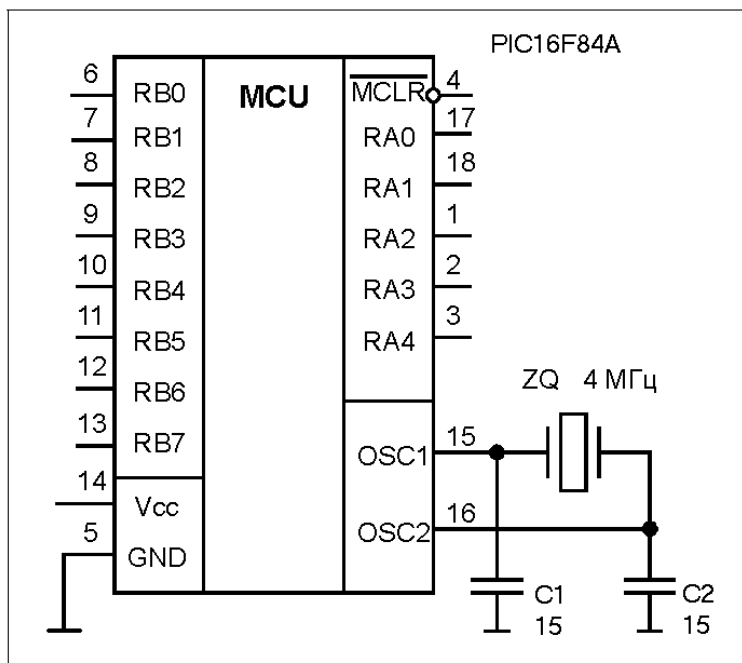 PIC16F84A
6
RB0
MCU
MCLR
4
7
RB1
RA0
17
8
RB2
RA1
18
9
RB3
RA2
1
10
RB4
RA3
2
11
RB5
RA4
3
12
RB6
ZQ 4 МГц
13
RB7
OSC1
15
14
Vcc
OSC2
16
5
GND
C1
15
C2
15